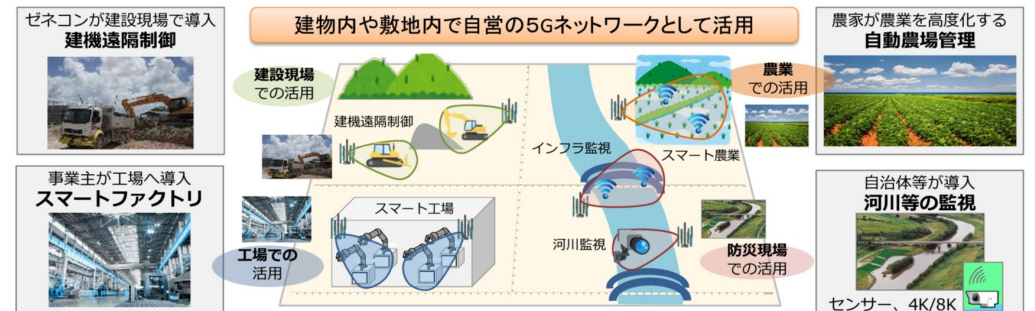 ゼネコンが建設現場で導入
建機遠隔制御
建物内や敷地内で自営の5Gネットワークとして活用
農家が農業を高度化する
自動農場管理
建設現場
での活用
建機遠隔制御
農業
での活用
スマート農業
インフラ監視
事業主が工場へ導入
スマートファクトリ
スマート工場
工場での
活用
河川監視
防災現場
での活用
自治体等が導入
河川等の監視
センサー、4K/8K